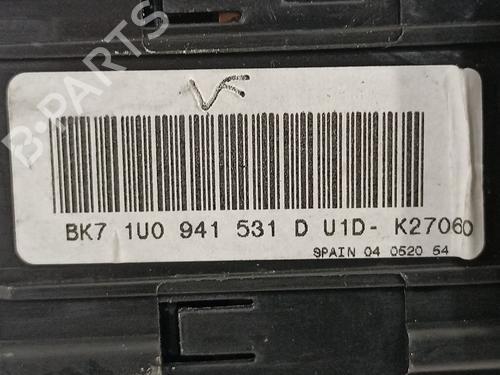 B-PARTS
BK7 1U0 941 531 D U1D- K27060
SPAIN 04 0520 54